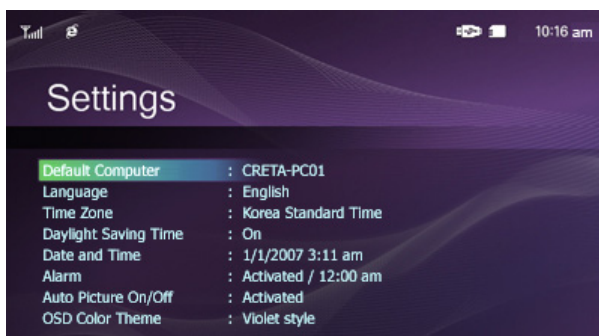 10:16 am
Settings
Default Computer : CRETA-PC01
Language : English
Time Zone : Korea Standard Time
Daylight Saving Time : On
Date and Time : 1/1/2007 3:11 am
Alarm : Activated / 12:00 am
Auto Picture On/Off : Activated
OSD Color Theme : Violet style